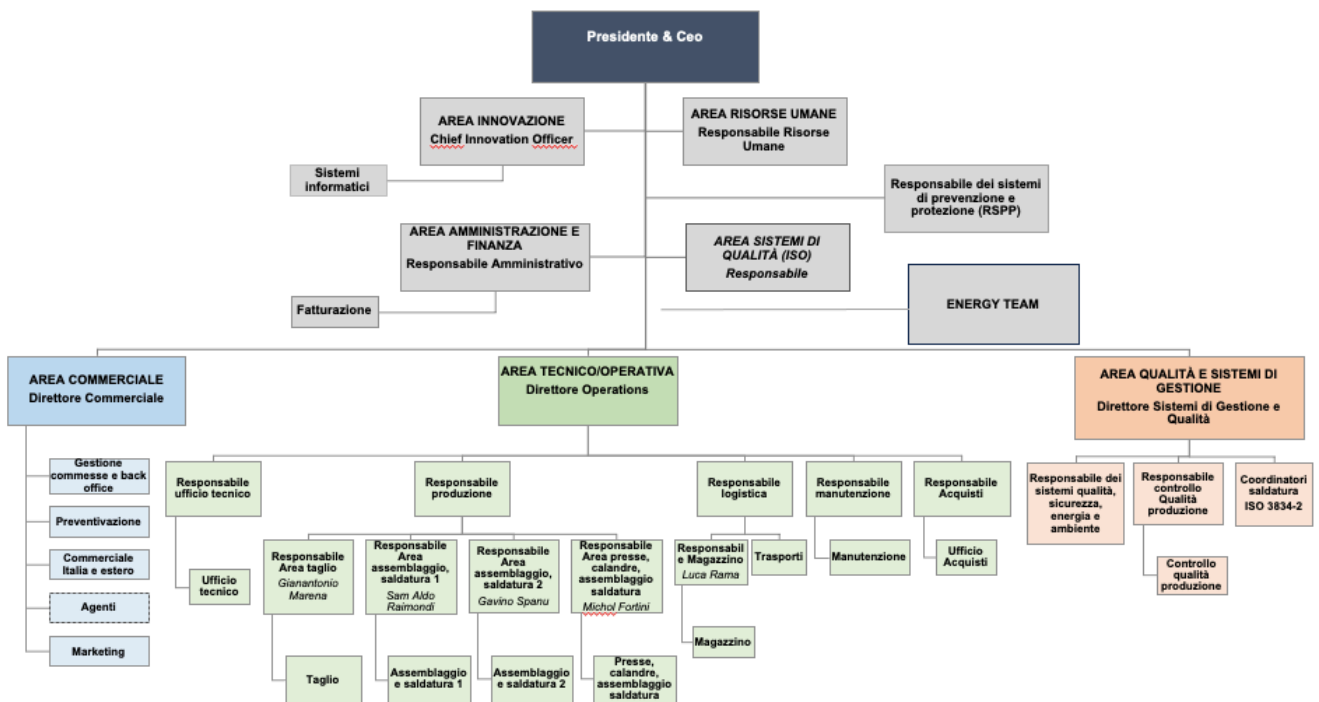 Presidente & Ceo
AREA INNOVAZIONE
Chief Innovation Officer
AREA RISORSE UMANE
Responsabile Risorse
Umane
Sistemi
informatici
Responsabile dei sistemi
di prevenzione e
protezione (RSPP)
AREA AMMINISTRAZIONE E
FINANZA
Responsabile Amministrativo
AREA SISTEMI DI
QUALITÀ (ISO)
Responsabile
Fatturazione
ENERGY TEAM
AREA COMMERCIALE
Direttore Commerciale
AREA TECNICO/OPERATIVA
Direttore Operations
AREA QUALITÀ E SISTEMI DI
GESTIONE
Direttore Sistemi di Gestione e
Qualità
Gestione
commesse e back
office
Preventivazione
Commerciale
Italia e estero
Agenti
Marketing
Responsabile
ufficio tecnico
Ufficio
tecnico
Responsabile
produzione
Responsabile
Area taglio
Gianantonio
Marena
Taglio
Responsabile
Area
assemblaggio,
saldatura 1
Sam Aldo
Raimondi
Assemblaggio
e saldatura 1
Responsabile
Area
assemblaggio,
saldatura 2
Gavino Spanu
Assemblaggio
e saldatura 2
Responsabile
Area presse,
calandre,
assemblaggio
saldatura
Michol Fortini
Presse,
calandre,
assemblaggio
saldatura
Responsabile
logistica
Responsabil
e Magazzino
Luca Rama
Magazzino
Trasporti
Responsabile
manutenzione
Manutenzione
Responsabile
Acquisti
Ufficio
Acquisti
Responsabile dei
sistemi qualità,
sicurezza,
energia e
ambiente
Responsabile
controllo
Qualità
produzione
Controllo
qualità
produzione
Coordinatori
saldatura
ISO 3834-2